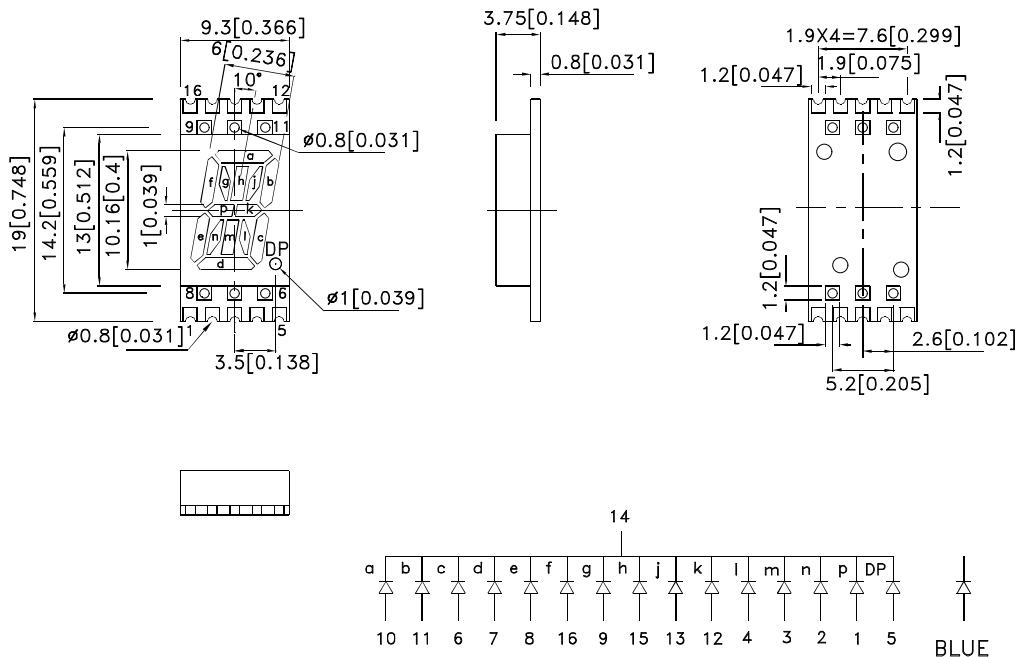 9.3[0.366]
6[0.236]
10°
16 12
9 11
ø0.8[0.031]
a
f g h j b
p k
e n m l c
d
DP
8 6
1 5
ø1[0.039]
ø0.8[0.031]
3.5[0.138]
19[0.748]
14.2[0.559]
13[0.512]
10.16[0.4]
1[0.039]
3.75[0.148]
0.8[0.031]
1.9X4=7.6[0.299]
1.9[0.075]
1.2[0.047]
1.2[0.047]
1.2[0.047]
1.2[0.047]
2.6[0.102]
5.2[0.205]
14
a b c d e f g h j k l m n p DP
10 11 6 7 8 16 9 15 13 12 4 3 2 1 5
BLUE